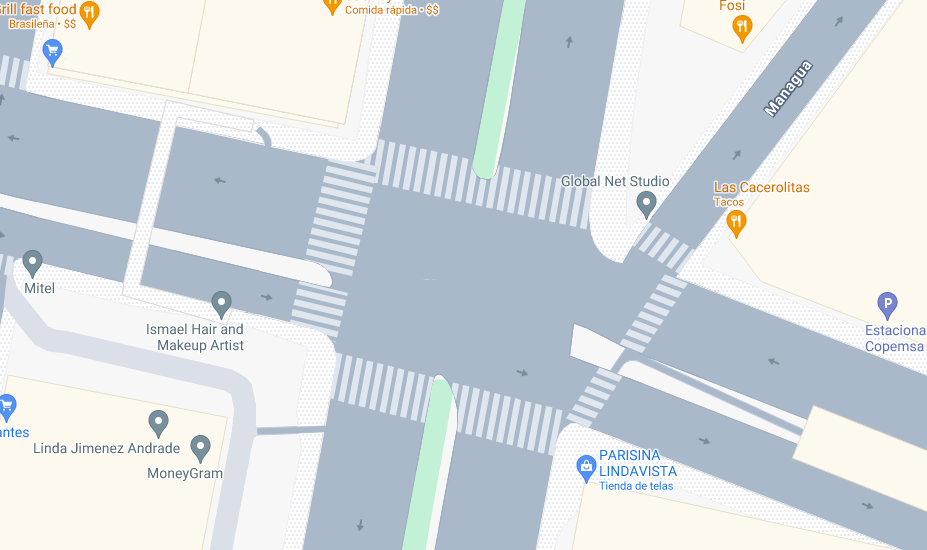 Grill fast food
Brasileña • $$
Comida rápida • $$
Fosi
Managua
Global Net Studio
Las Cacerolitas
Tacos
Mitel
Ismael Hair and
Makeup Artist
P
Estaciona
Copemsa
antes
Linda Jimenez Andrade
MoneyGram
PARISINA
LINDAVISTA
Tienda de telas